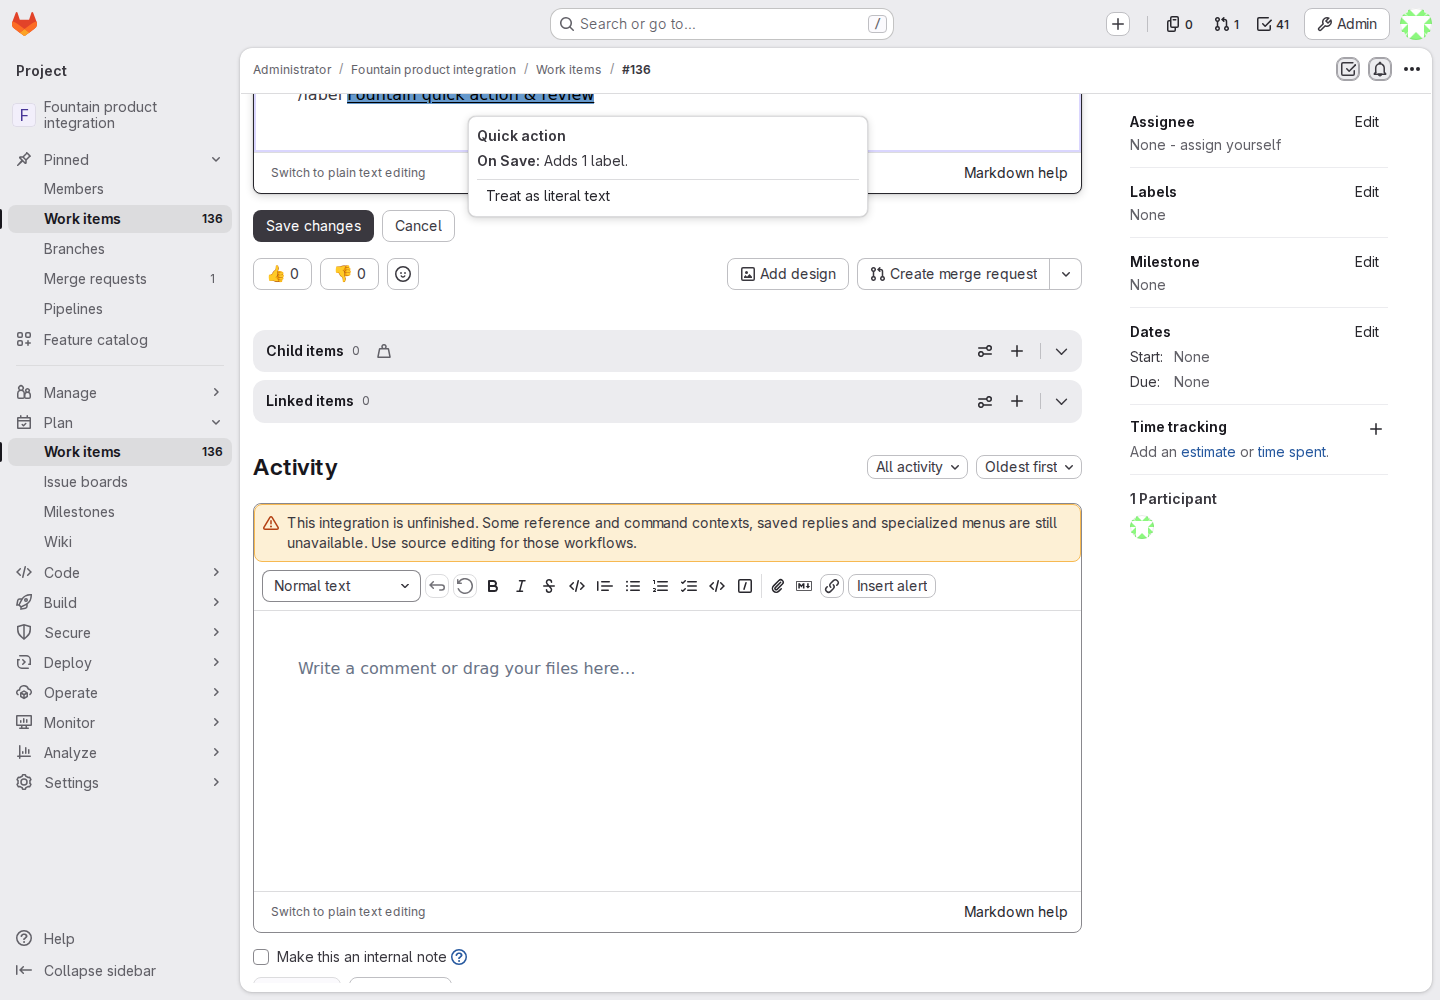 Search or go to...
/
0
1
41
Admin
Project
F
Fountain product
integration
Pinned
Members
Work items 136
Branches
Merge requests 1
Pipelines
Feature catalog
Manage
Plan
Work items 136
Issue boards
Milestones
Wiki
Code
Build
Secure
Deploy
Operate
Monitor
Analyze
Settings
Help
Collapse sidebar
Administrator / Fountain product integration / Work items / #136
/label Fountain quick action & review
Quick action
On Save: Adds 1 label.
Treat as literal text
Switch to plain text editing
Markdown help
Save changes
Cancel
👍 0
👎 0
Add design
Create merge request
Child items 0
Linked items 0
Activity
All activity
Oldest first
This integration is unfinished. Some reference and command contexts, saved replies and specialized menus are still
unavailable. Use source editing for those workflows.
Normal text
Insert alert
Write a comment or drag your files here…
Switch to plain text editing
Markdown help
Make this an internal note
Assignee Edit
None - assign yourself
Labels Edit
None
Milestone Edit
None
Dates Edit
Start: None
Due: None
Time tracking
Add an estimate or time spent.
1 Participant